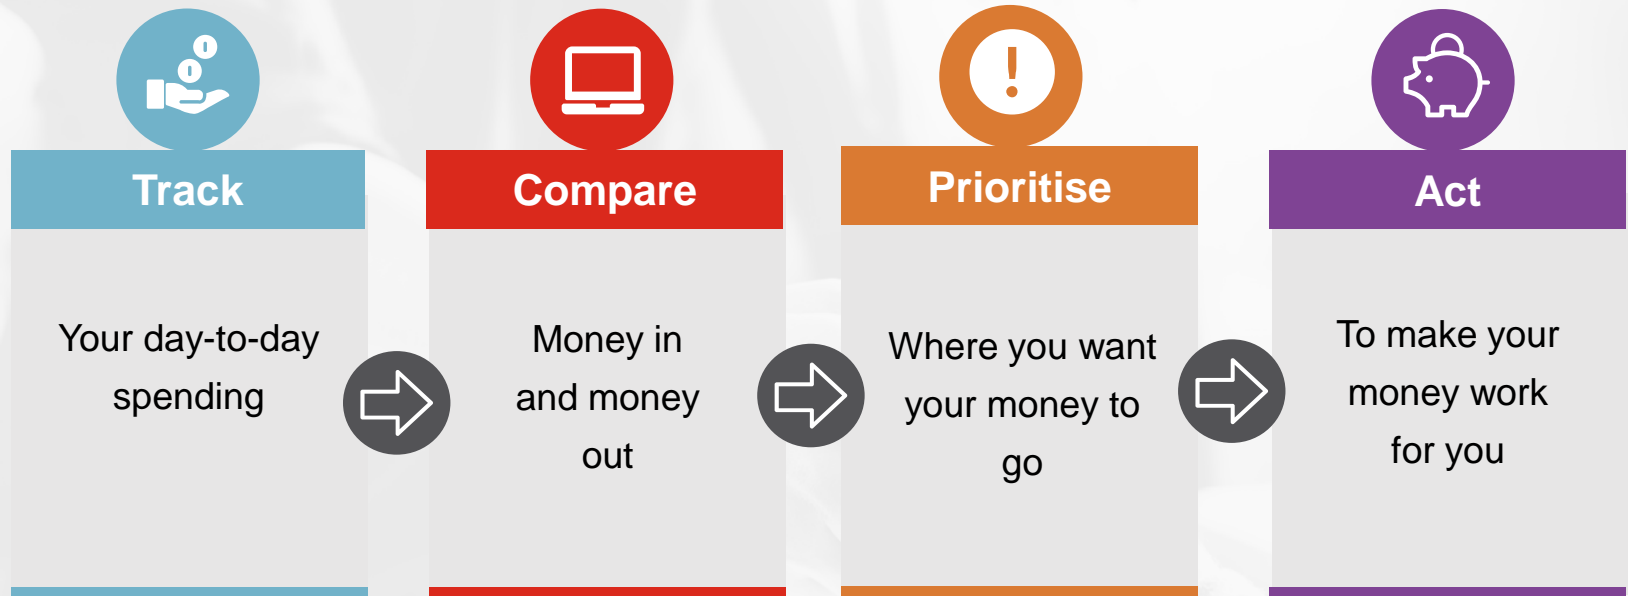 Track
Your day-to-day
spending
Compare
Money in
and money
out
Prioritise
Where you want
your money to
go
Act
To make your
money work
for you